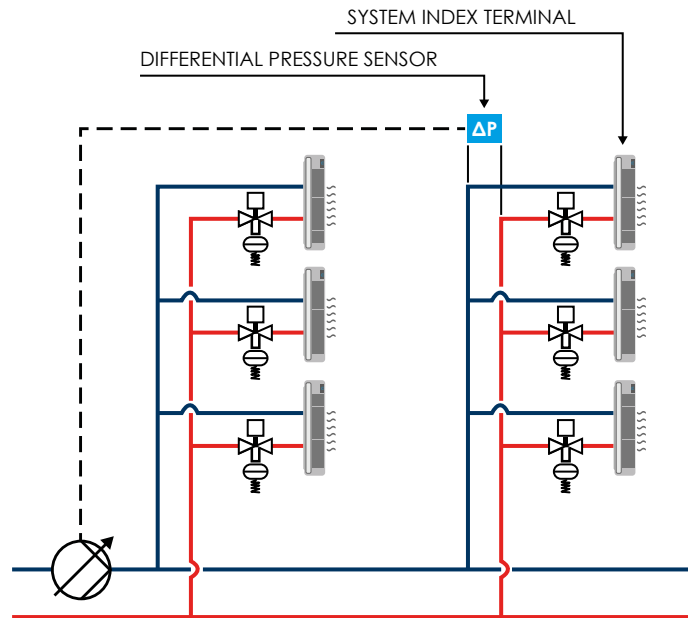 SYSTEM INDEX TERMINAL
DIFFERENTIAL PRESSURE SENSOR
ΔP